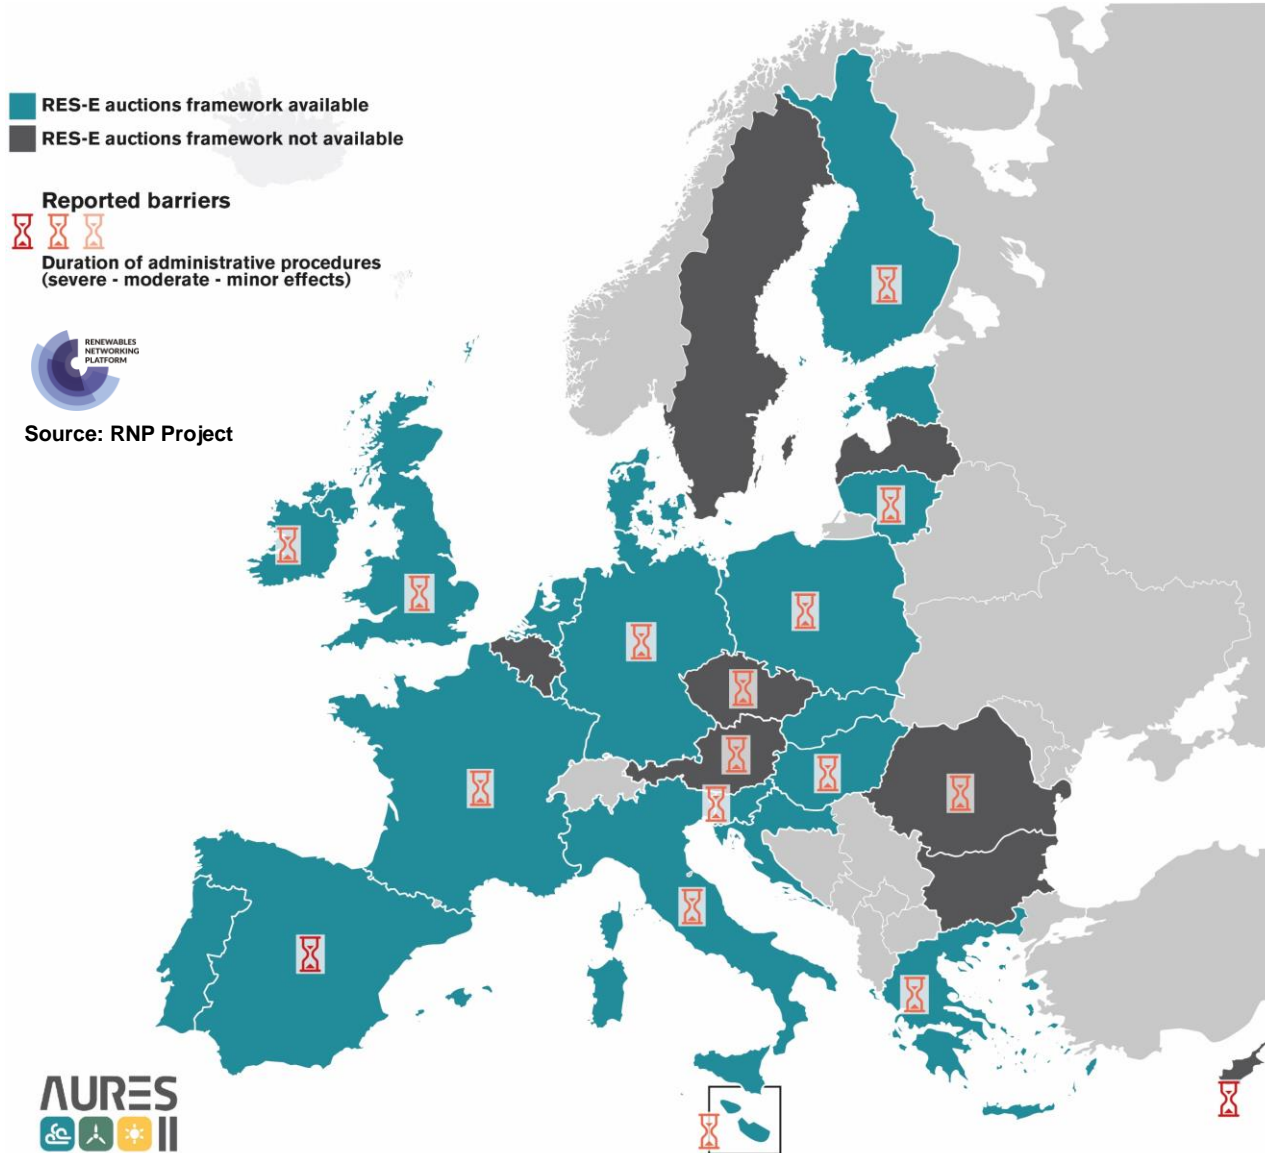 RES-E auctions framework available
RES-E auctions framework not available
Reported barriers
Duration of administrative procedures
(severe - moderate - minor effects)
RENEWABLES
NETWORKING
PLATFORM
Source: RNP Project
AURES
II